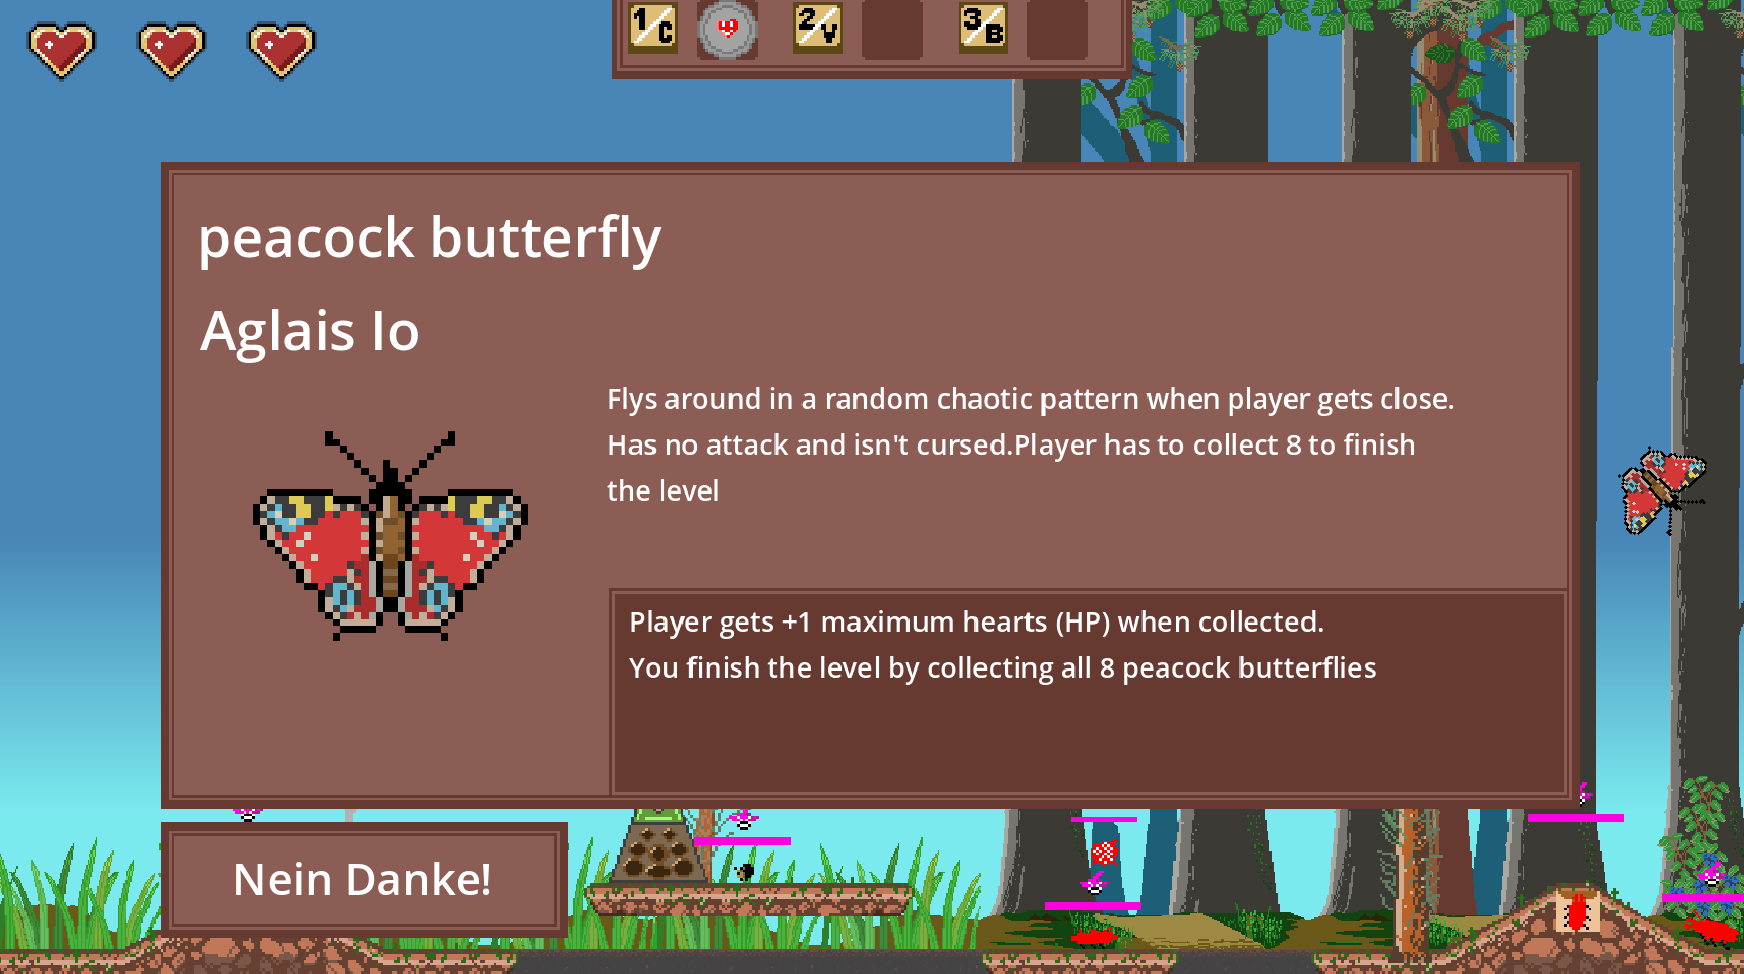 1/C 2/V 3/B
peacock butterfly
Aglais Io
Flys around in a random chaotic pattern when player gets close.
Has no attack and isn't cursed.Player has to collect 8 to finish
the level
Player gets +1 maximum hearts (HP) when collected.
You finish the level by collecting all 8 peacock butterflies
Nein Danke!